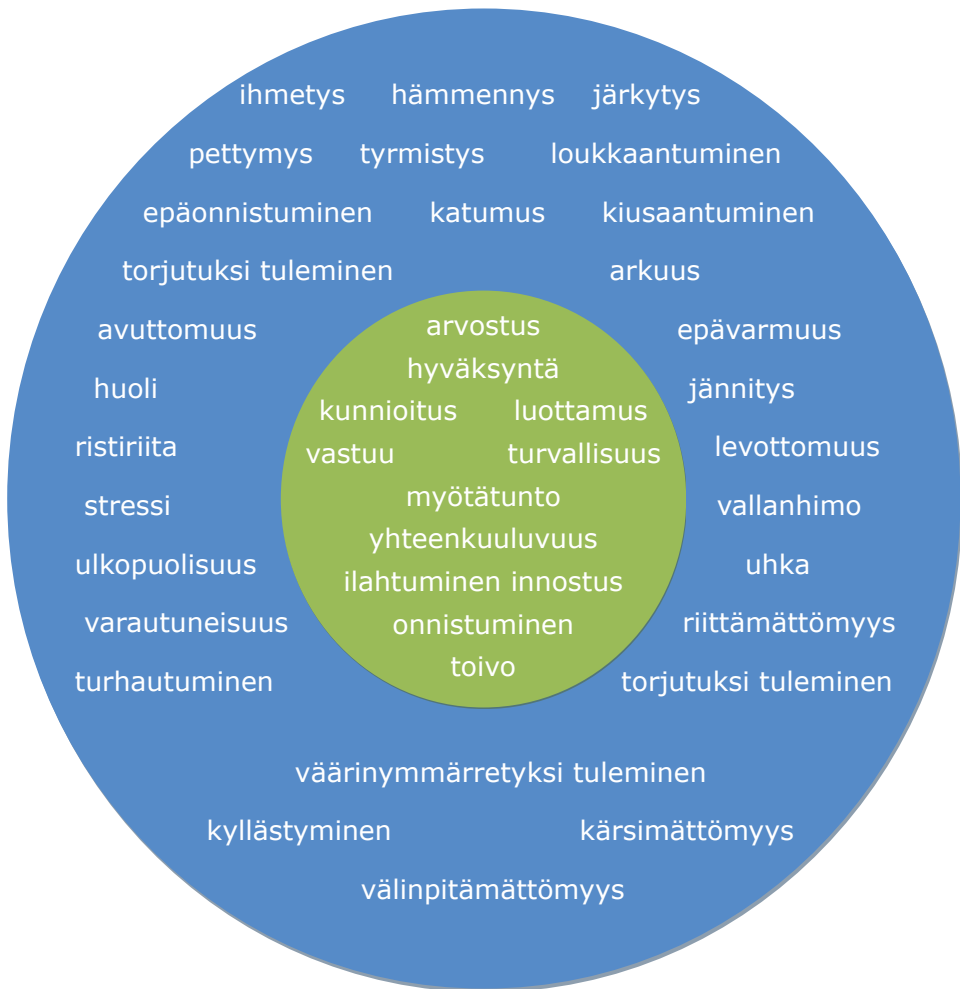 ihmetys hämmennys järkytys
pettymys tyrmistys loukkaantuminen
epäonnistuminen katumus kiusaantuminen
torjutuksi tuleminen arkuus
arvostus
avuttomuus epävarmuus
hyväksyntä
huoli jännitys
kunnioitus luottamus
ristiriita levottomuus
vastuu turvallisuus
myötätunto
stressi vallanhimo
yhteenkuuluvuus
ulkopuolisuus uhka
ilahtuminen innostus
varautuneisuus riittämättömyys
onnistuminen
toivo
turhautuminen torjutuksi tuleminen
väärinymmärretyksi tuleminen
kyllästyminen kärsimättömyys
välinpitämättömyys